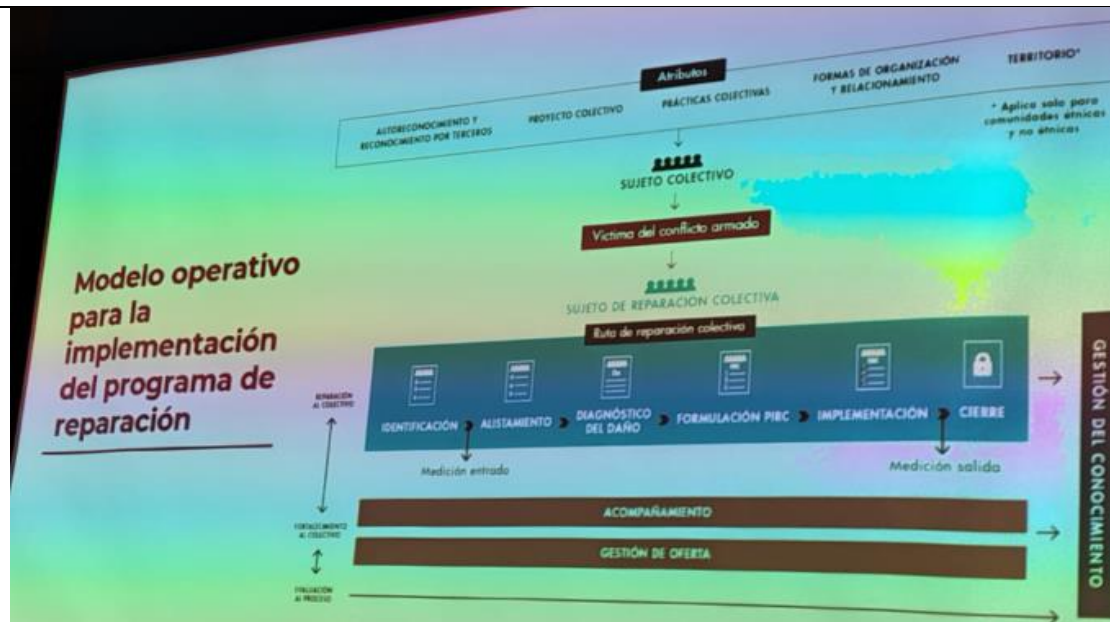 Modelo operativo
para la
implementación
del programa de
reparación
Atributos
AUTORECONOCIMIENTO Y
RECONOCIMIENTO POR TERCEROS
PROYECTO COLECTIVO
PRÁCTICAS COLECTIVAS
FORMAS DE ORGANIZACIÓN
Y RELACIONAMIENTO
TERRITORIO*
* Aplica solo para
comunidades étnicas
y no étnicas
SUJETO COLECTIVO
Víctima del conflicto armado
SUJETO DE REPARACIÓN COLECTIVA
Ruta de reparación colectiva
REPARACIÓN
AL COLECTIVO
IDENTIFICACIÓN
ALISTAMIENTO
DIAGNÓSTICO
DEL DAÑO
FORMULACIÓN PIRC
IMPLEMENTACIÓN
CIERRE
Medición entrada
Medición salida
FORTALECIMIENTO
AL COLECTIVO
ACOMPAÑAMIENTO
GESTIÓN DE OFERTA
EVALUACIÓN
AL PROCESO
GESTIÓN DEL CONOCIMIENTO